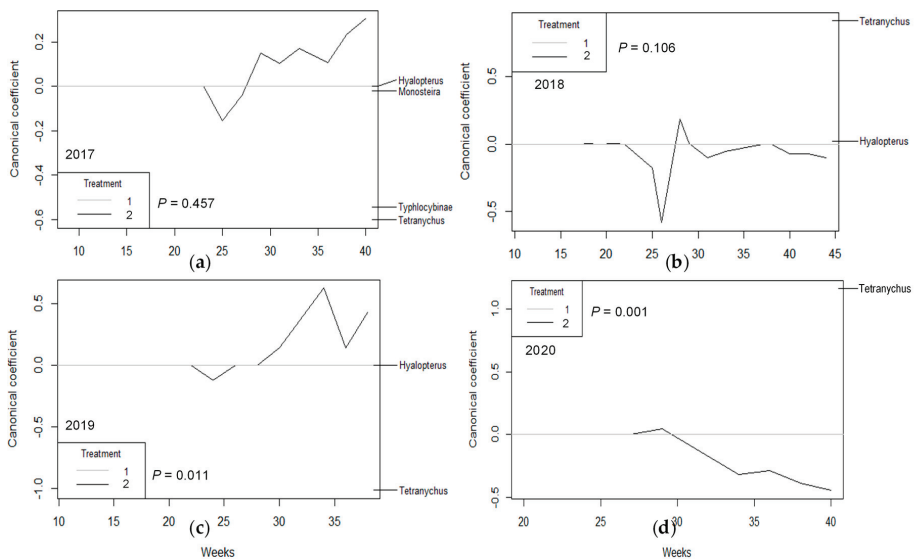 Canonical coefficient
0.2
0.0
-0.2
-0.4
-0.6
2017
Treatment
1
2
P = 0.457
Hyalopterus
Monosteira
Typhlocybinae
Tetranychus
10 15 20 25 30 35 40
(a)
Canonical coefficient
0.5
0.0
-0.5
Treatment
1
2
P = 0.106
2018
Tetranychus
Hyalopterus
10 15 20 25 30 35 40 45
(b)
Canonical coefficient
0.5
0.0
-0.5
-1.0
2019
Treatment
1
2
P = 0.011
Hyalopterus
Tetranychus
10 15 20 25 30 35
(c)
Weeks
Canonical coefficient
1.0
0.5
0.0
-0.5
Treatment
1
2
P = 0.001
2020
Tetranychus
20 25 30 35 40
(d)
Weeks